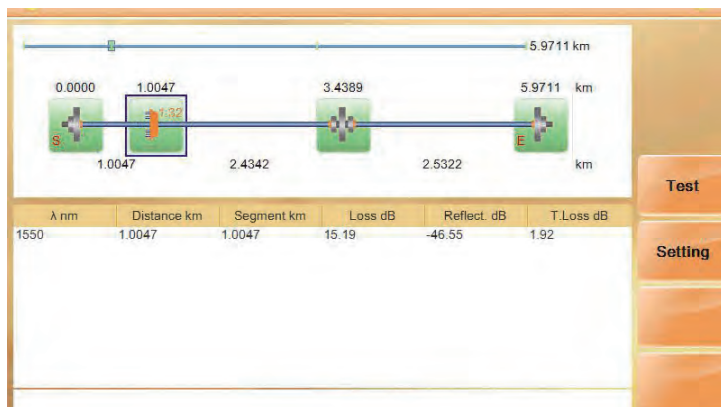 5.9711 km
0.0000 1.0047 3.4389 5.9711 km
1:32
S E
1.0047 2.4342 2.5322 km
Test
λ nm Distance km Segment km Loss dB Reflect. dB T.Loss dB
1550 1.0047 1.0047 15.19 -46.55 1.92
Setting